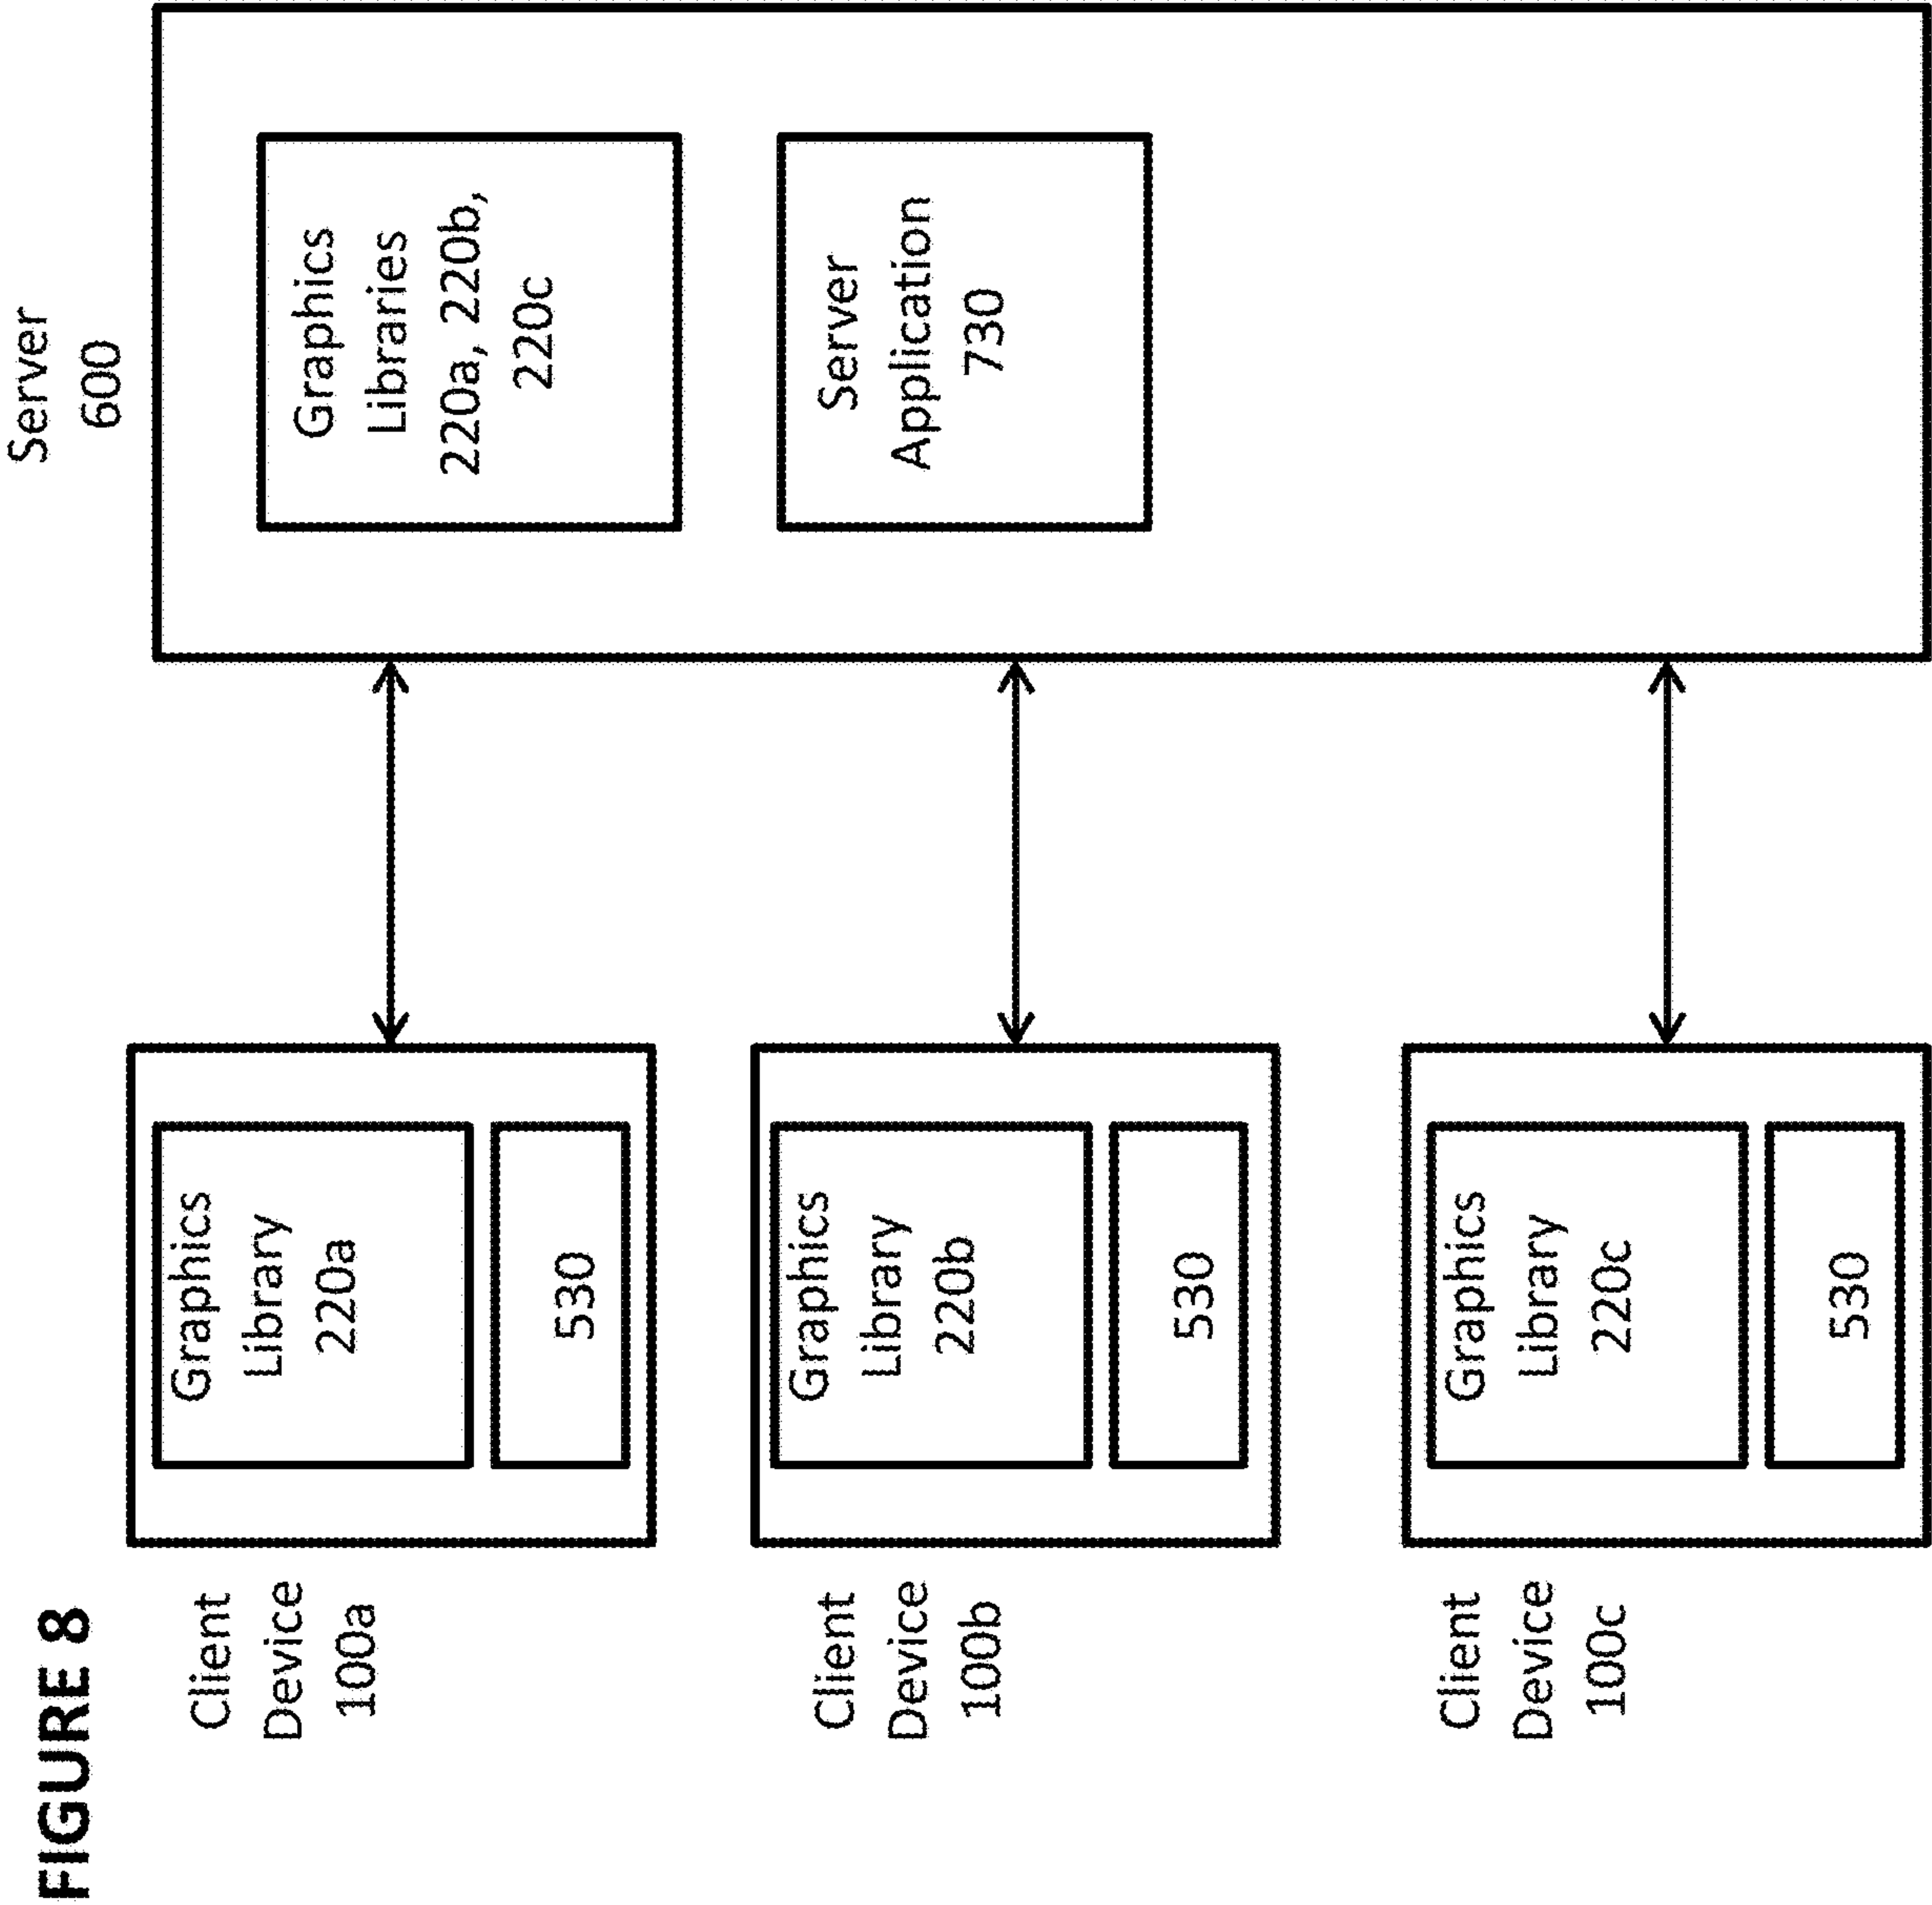 FIGURE 8
Client
Device
100a
Graphics
Library
220a
530
Client
Device
100b
Graphics
Library
220b
530
Client
Device
100c
Graphics
Library
220c
530
Server
600
Graphics
Libraries
220a, 220b,
220c
Server
Application
730